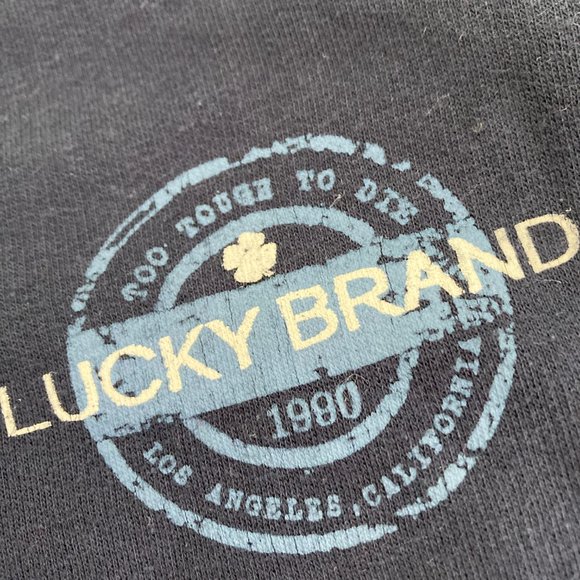 TOO TOUGH TO DIE
LUCKY BRAND
1990
LOS ANGELES, CALIFORNIA